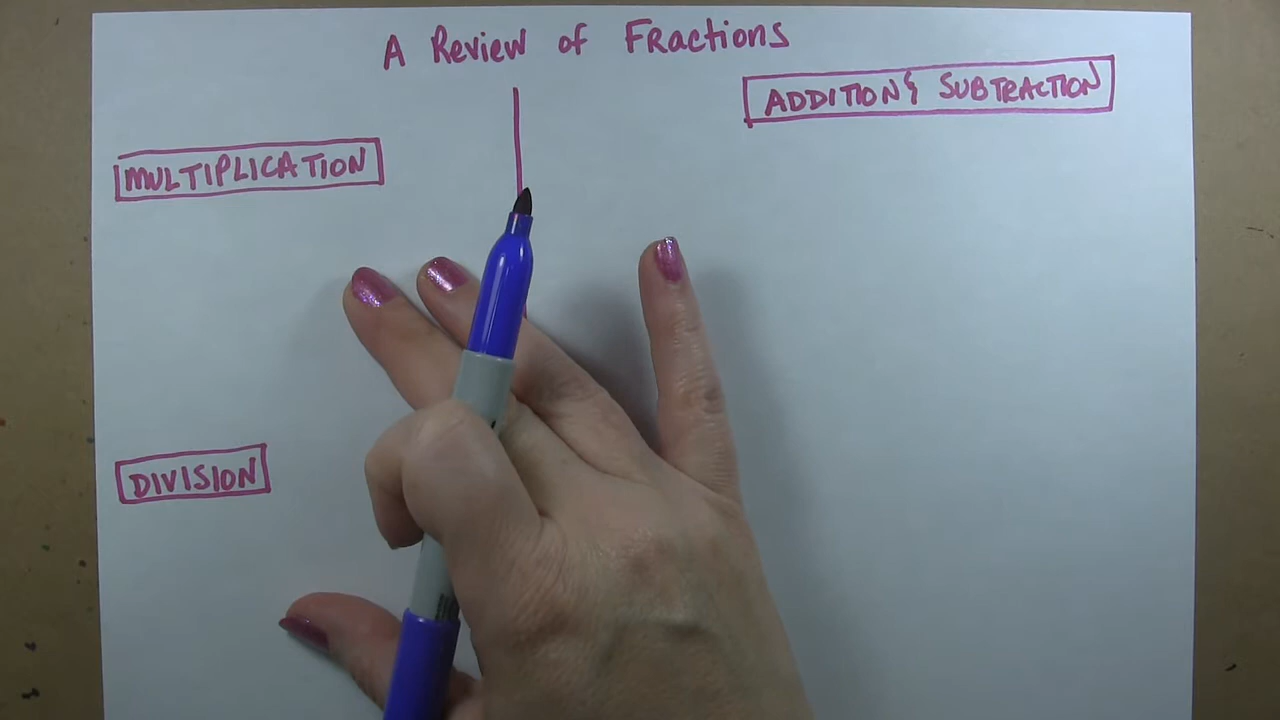 A Review of Fractions
ADDITION & SUBTRACTION
MULTIPLICATION
DIVISION